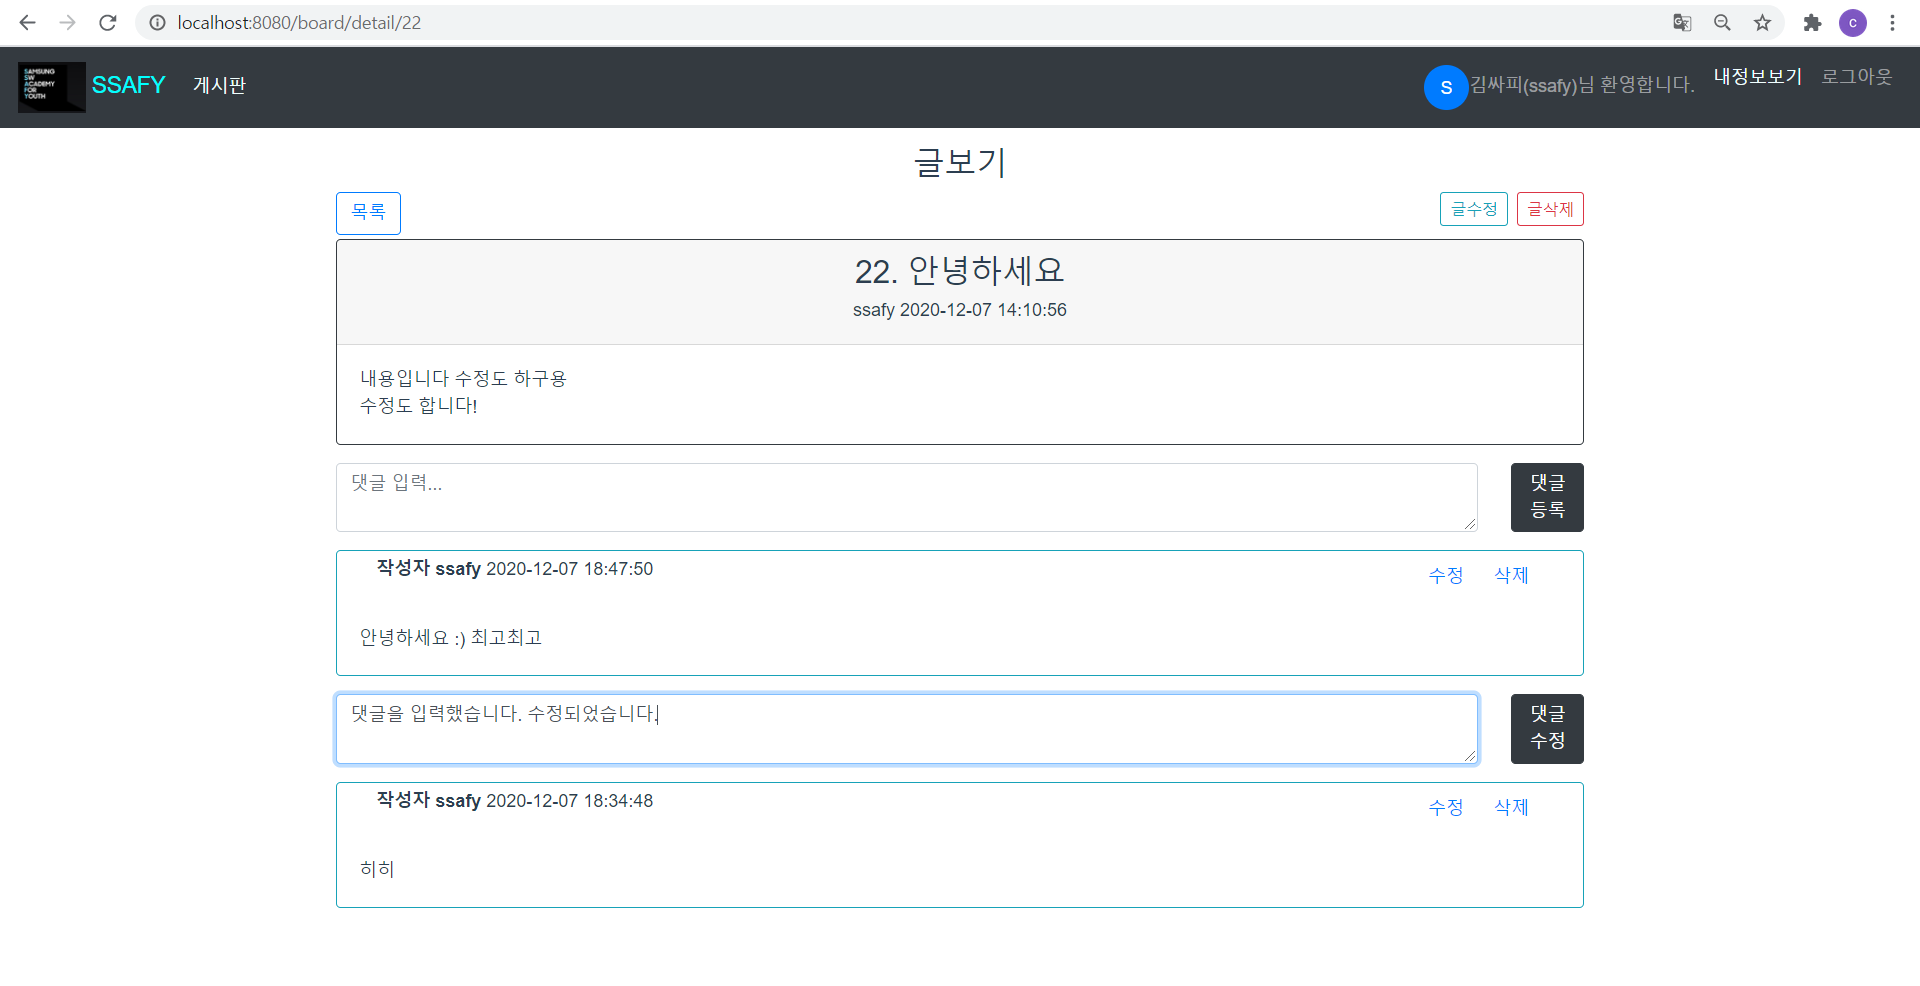 localhost:8080/board/detail/22
C
SAMSUNG
SW
ACADEMY
FOR
YOUTH
SSAFY 게시판
S 김싸피(ssafy)님 환영합니다. 내정보보기 로그아웃
글보기
목록 글수정 글삭제
22. 안녕하세요
ssafy 2020-12-07 14:10:56
내용입니다 수정도 하구용
수정도 합니다!
댓글 입력...
댓글
등록
작성자 ssafy 2020-12-07 18:47:50 수정 삭제
안녕하세요 :) 최고최고
댓글을 입력했습니다. 수정되었습니다.
댓글
수정
작성자 ssafy 2020-12-07 18:34:48 수정 삭제
히히